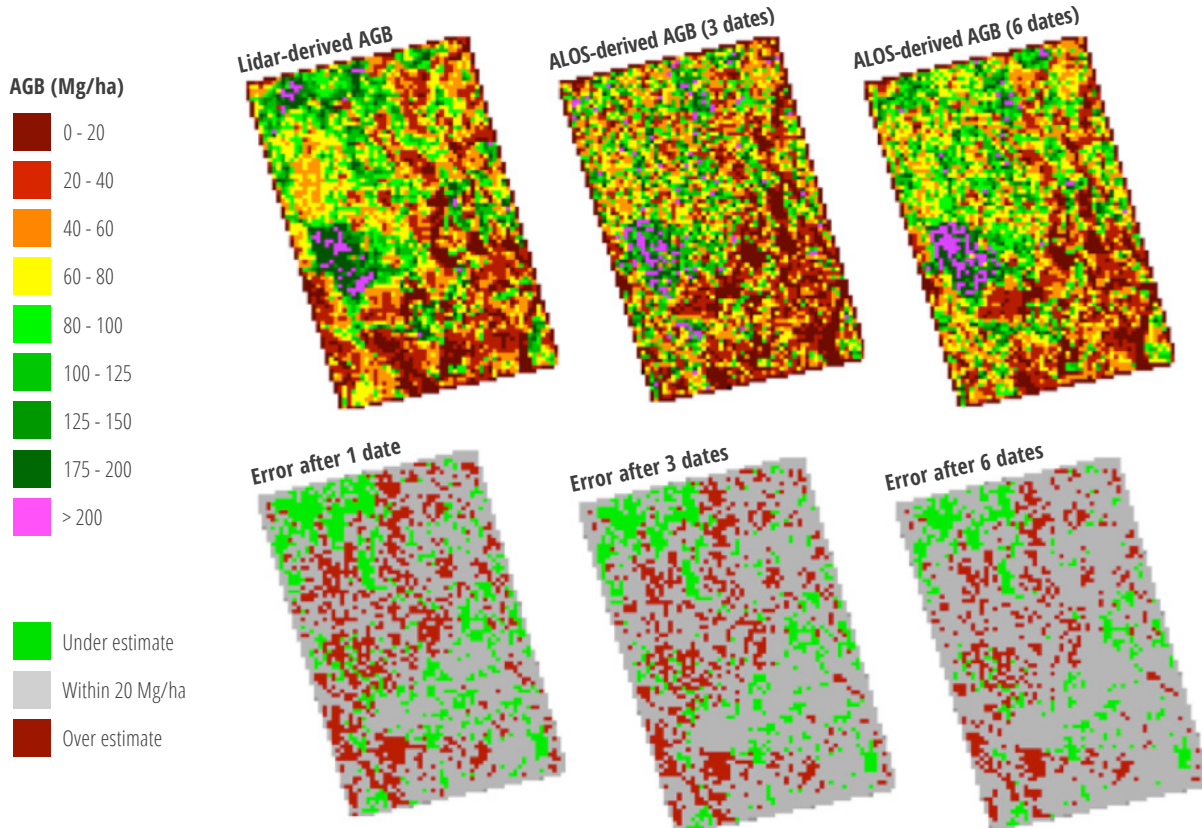 Lidar-derived AGB
ALOS-derived AGB (3 dates)
ALOS-derived AGB (6 dates)
AGB (Mg/ha)
0 - 20
20 - 40
40 - 60
60 - 80
80 - 100
100 - 125
125 - 150
175 - 200
> 200
Error after 1 date
Error after 3 dates
Error after 6 dates
Under estimate
Within 20 Mg/ha
Over estimate